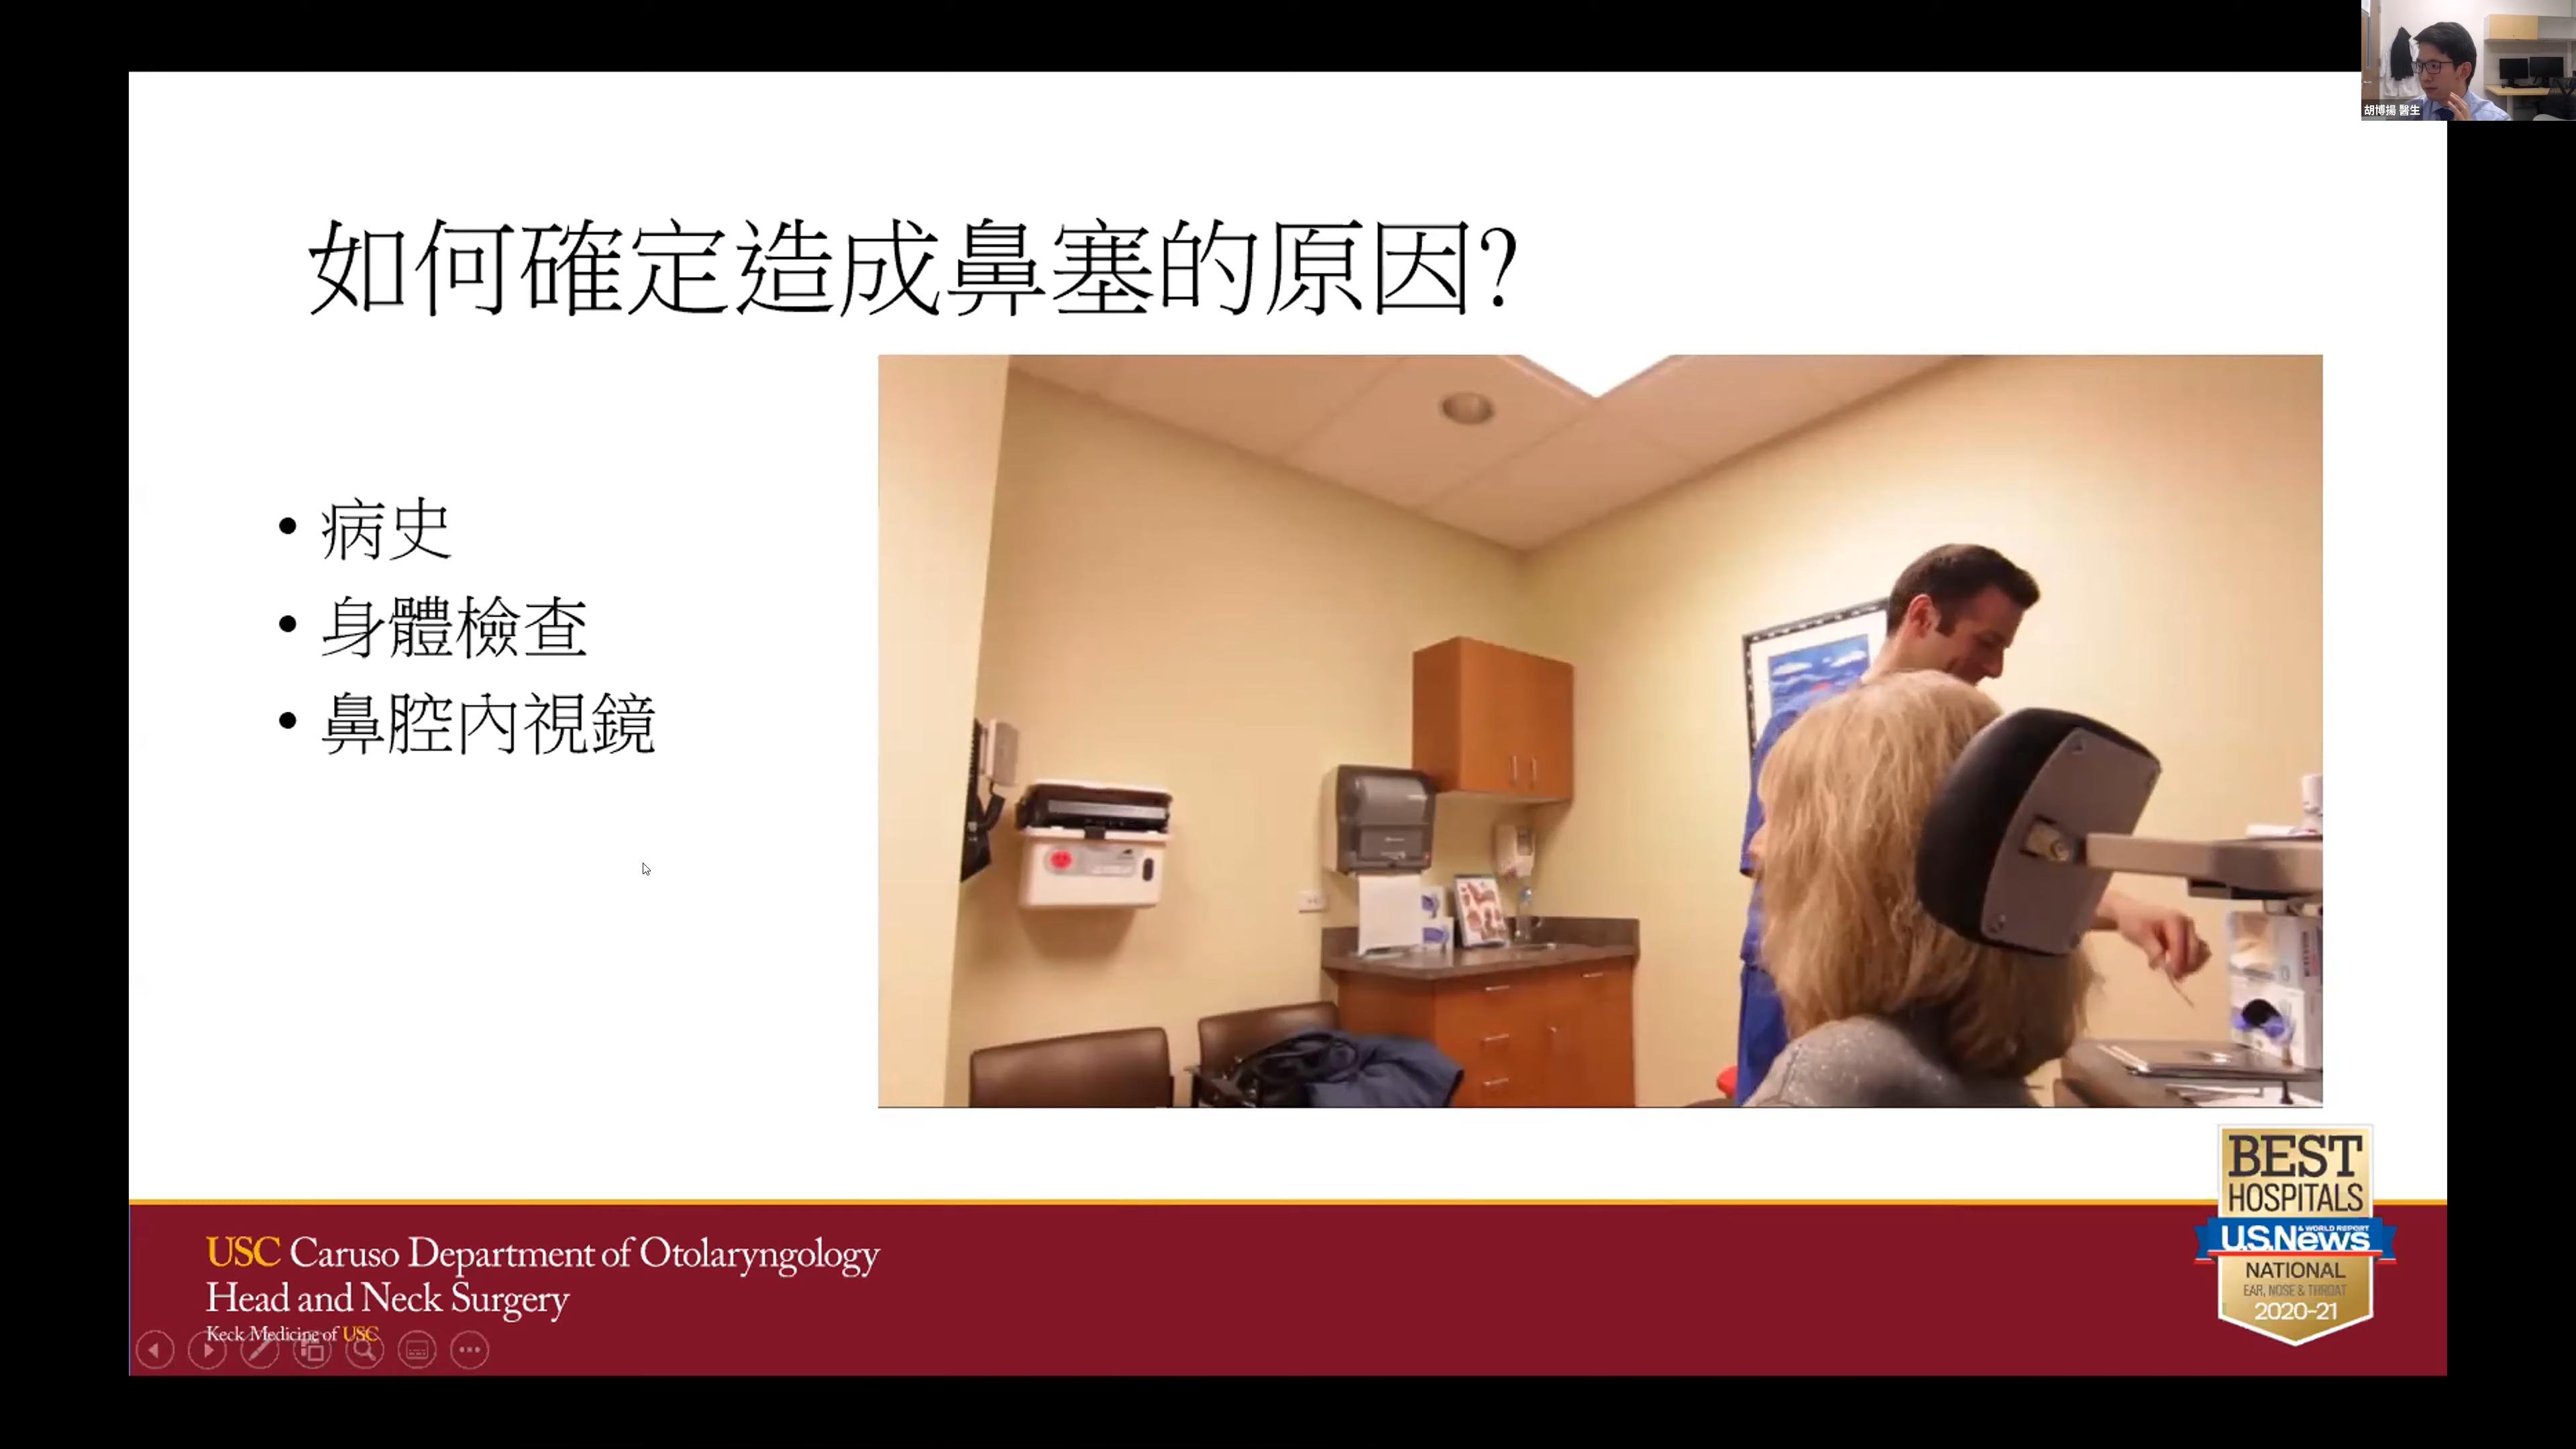 胡博揚 醫生
如何確定造成鼻塞的原因?
• 病史
• 身體檢查
• 鼻腔內視鏡
USC Caruso Department of Otolaryngology
Head and Neck Surgery
Keck Medicine of USC
BEST
HOSPITALS
U.S.News
& WORLD REPORT
NATIONAL
EAR, NOSE & THROAT
2020-21